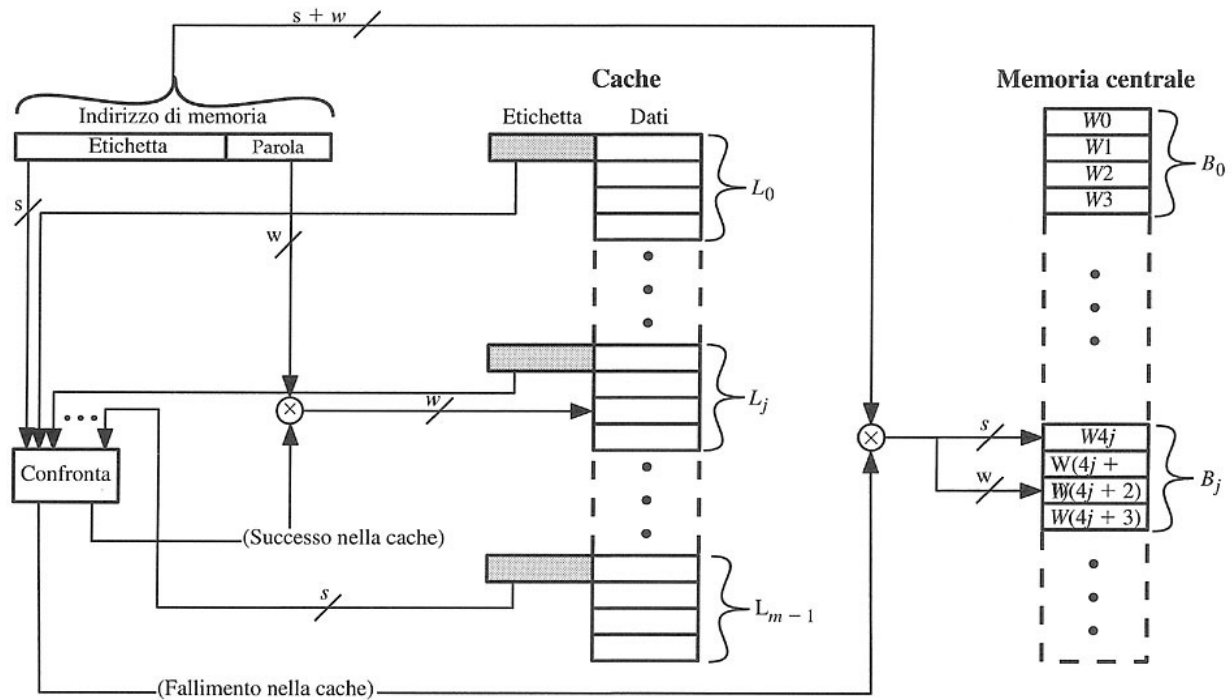 s + w
Cache
Memoria centrale
Indirizzo di memoria
Etichetta
Dati
Etichetta
Parola
W0
W1
W2
W3
B0
L0
s
w
Lj
w
s
w
W4j
W(4j +
W(4j + 2)
W(4j + 3)
Bj
Confronta
(Successo nella cache)
s
Lm − 1
(Fallimento nella cache)